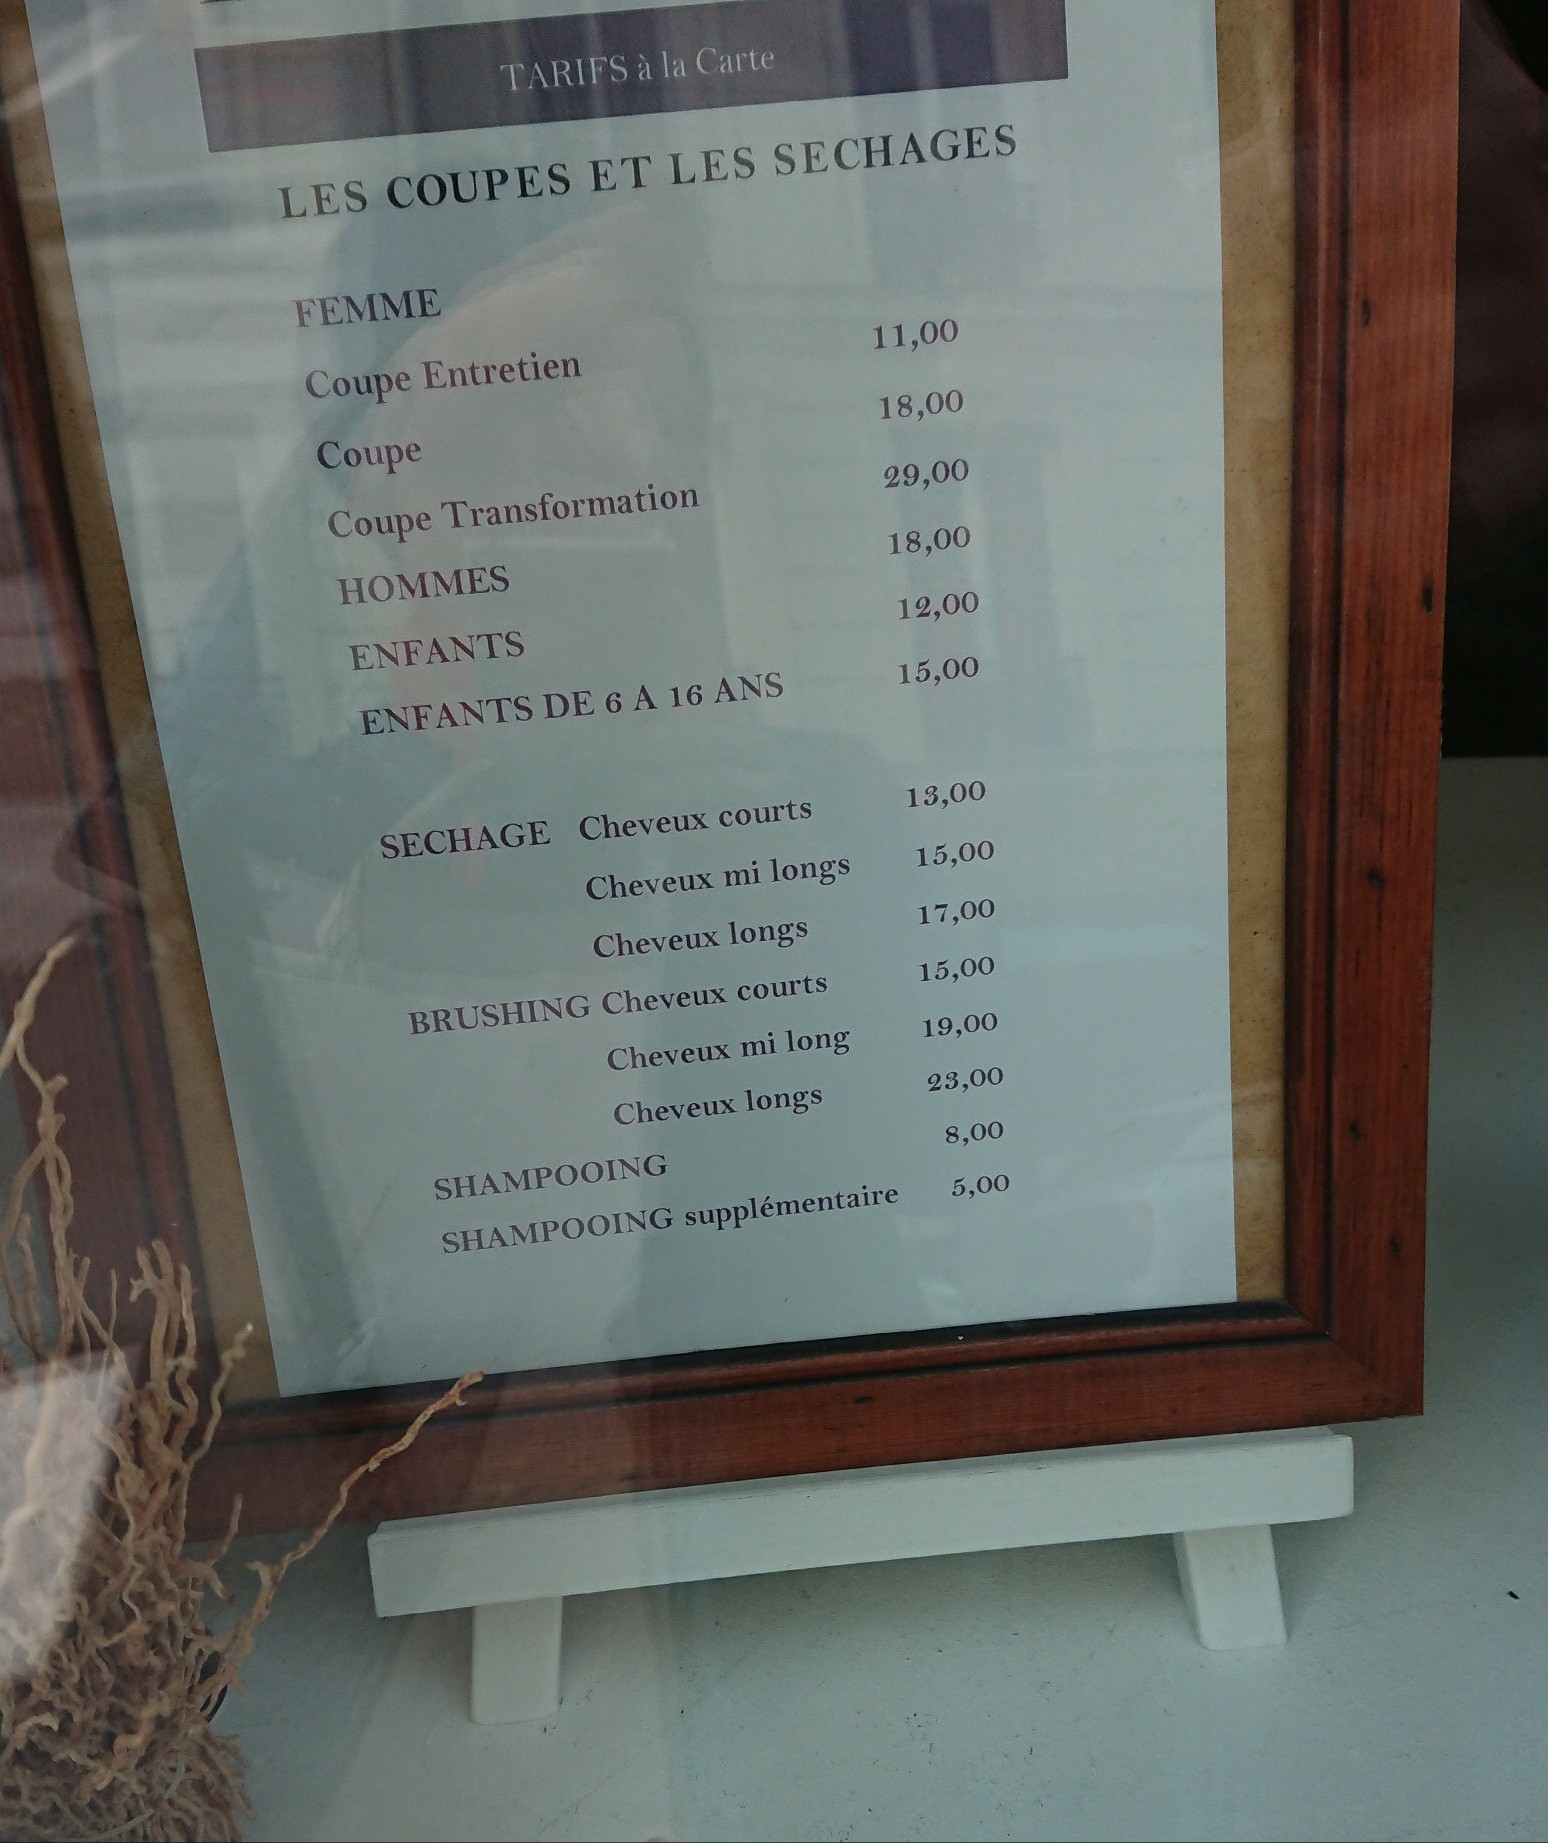 TARIFS à la Carte
LES COUPES ET LES SECHAGES
FEMME
Coupe Entretien 11,00
Coupe 18,00
Coupe Transformation 29,00
HOMMES 18,00
ENFANTS 12,00
ENFANTS DE 6 A 16 ANS 15,00
SECHAGE Cheveux courts 13,00
Cheveux mi longs 15,00
Cheveux longs 17,00
BRUSHING Cheveux courts 15,00
Cheveux mi long 19,00
Cheveux longs 23,00
SHAMPOOING 8,00
SHAMPOOING supplémentaire 5,00